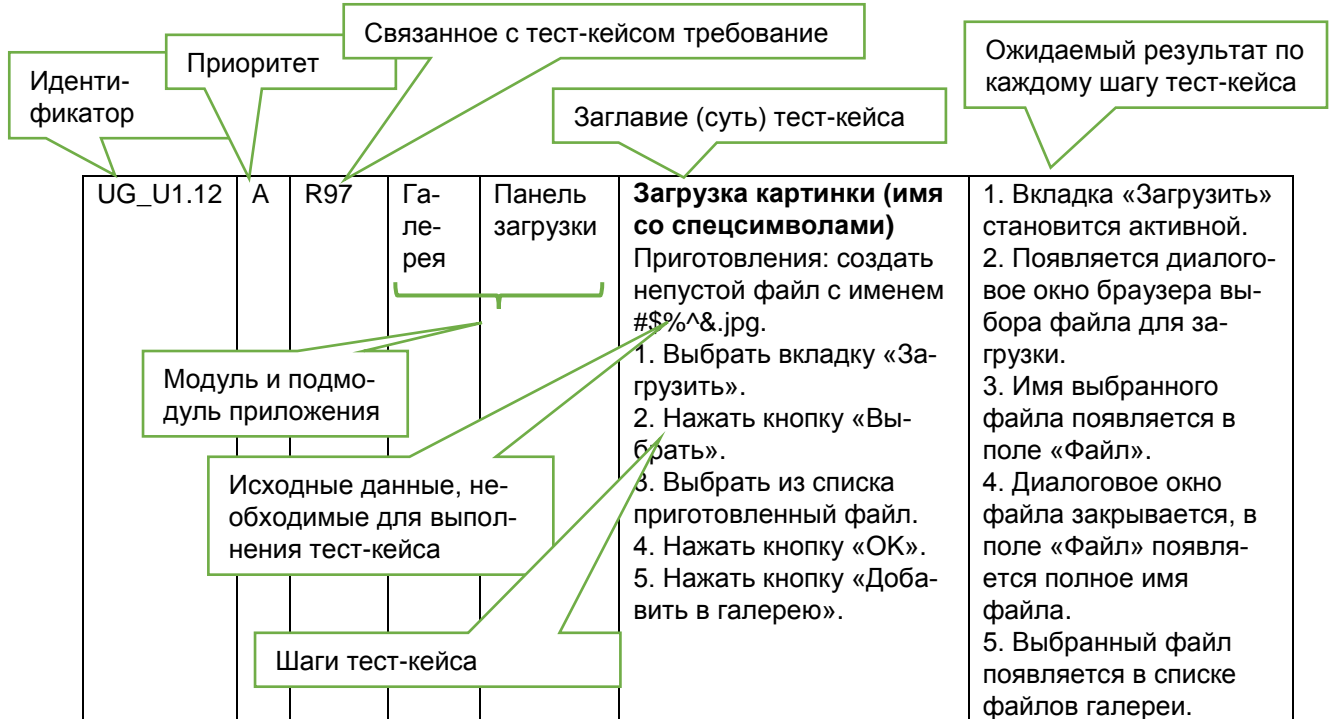 Связанное с тест-кейсом требование
Приоритет
Иденти-
фикатор
Ожидаемый результат по
каждому шагу тест-кейса
Заглавие (суть) тест-кейса
UG_U1.12
A
R97
Га-
ле-
рея
Панель
загрузки
Загрузка картинки (имя
со спецсимволами)
Приготовления: создать
непустой файл с именем
#$%^&.jpg.
1. Выбрать вкладку «За-
грузить».
2. Нажать кнопку «Вы-
брать».
3. Выбрать из списка
приготовленный файл.
4. Нажать кнопку «OK».
5. Нажать кнопку «Доба-
вить в галерею».
1. Вкладка «Загрузить»
становится активной.
2. Появляется диалого-
вое окно браузера вы-
бора файла для за-
грузки.
3. Имя выбранного
файла появляется в
поле «Файл».
4. Диалоговое окно
файла закрывается, в
поле «Файл» появля-
ется полное имя
файла.
5. Выбранный файл
появляется в списке
файлов галереи.
Модуль и подмо-
дуль приложения
Исходные данные, не-
обходимые для выпол-
нения тест-кейса
Шаги тест-кейса